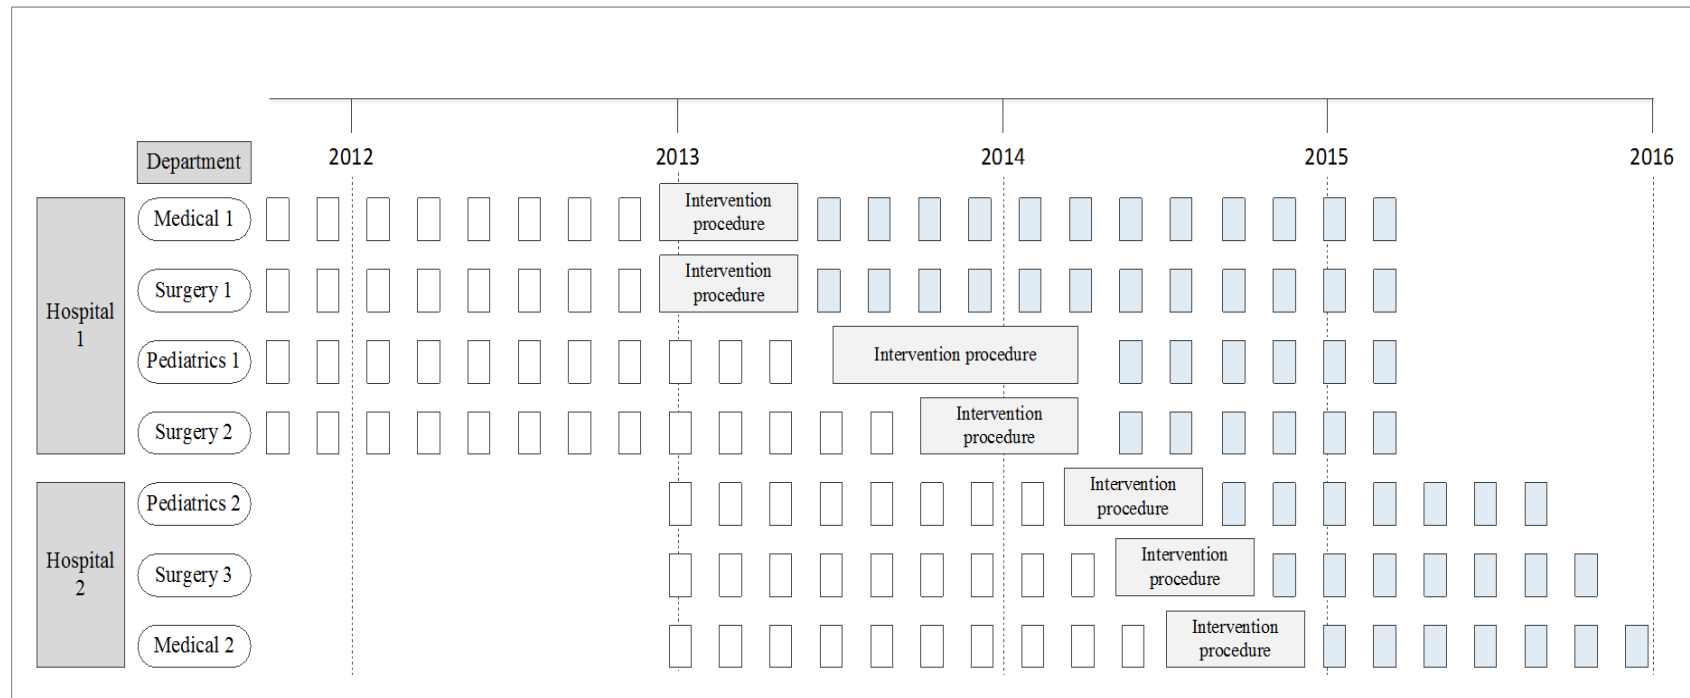 2012
2013
2014
2015
2016
Department
Hospital
1
Medical 1
Intervention
procedure
Surgery 1
Intervention
procedure
Pediatrics 1
Intervention procedure
Surgery 2
Intervention
procedure
Hospital
2
Pediatrics 2
Intervention
procedure
Surgery 3
Intervention
procedure
Medical 2
Intervention
procedure